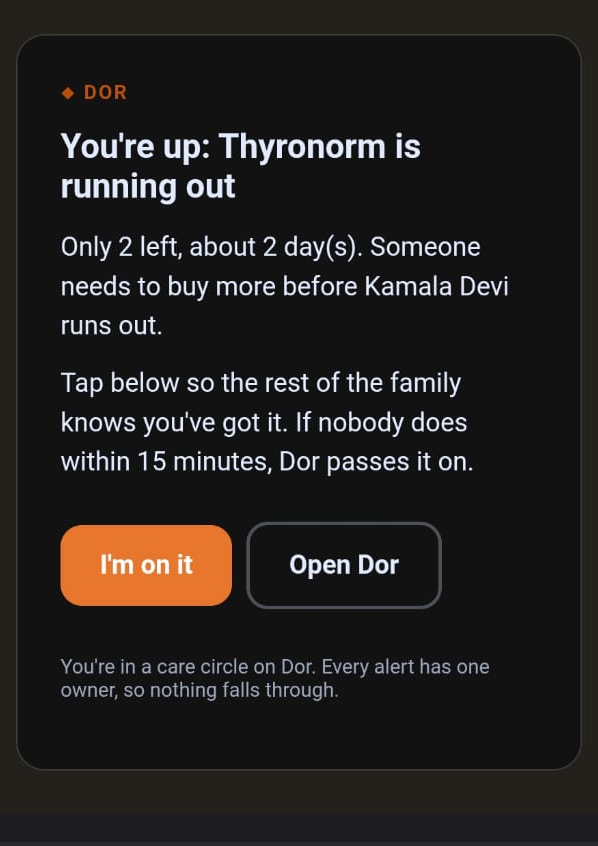 ◆ DOR
You're up: Thyronorm is
running out
Only 2 left, about 2 day(s). Someone
needs to buy more before Kamala Devi
runs out.
Tap below so the rest of the family
knows you've got it. If nobody does
within 15 minutes, Dor passes it on.
I'm on it
Open Dor
You're in a care circle on Dor. Every alert has one
owner, so nothing falls through.